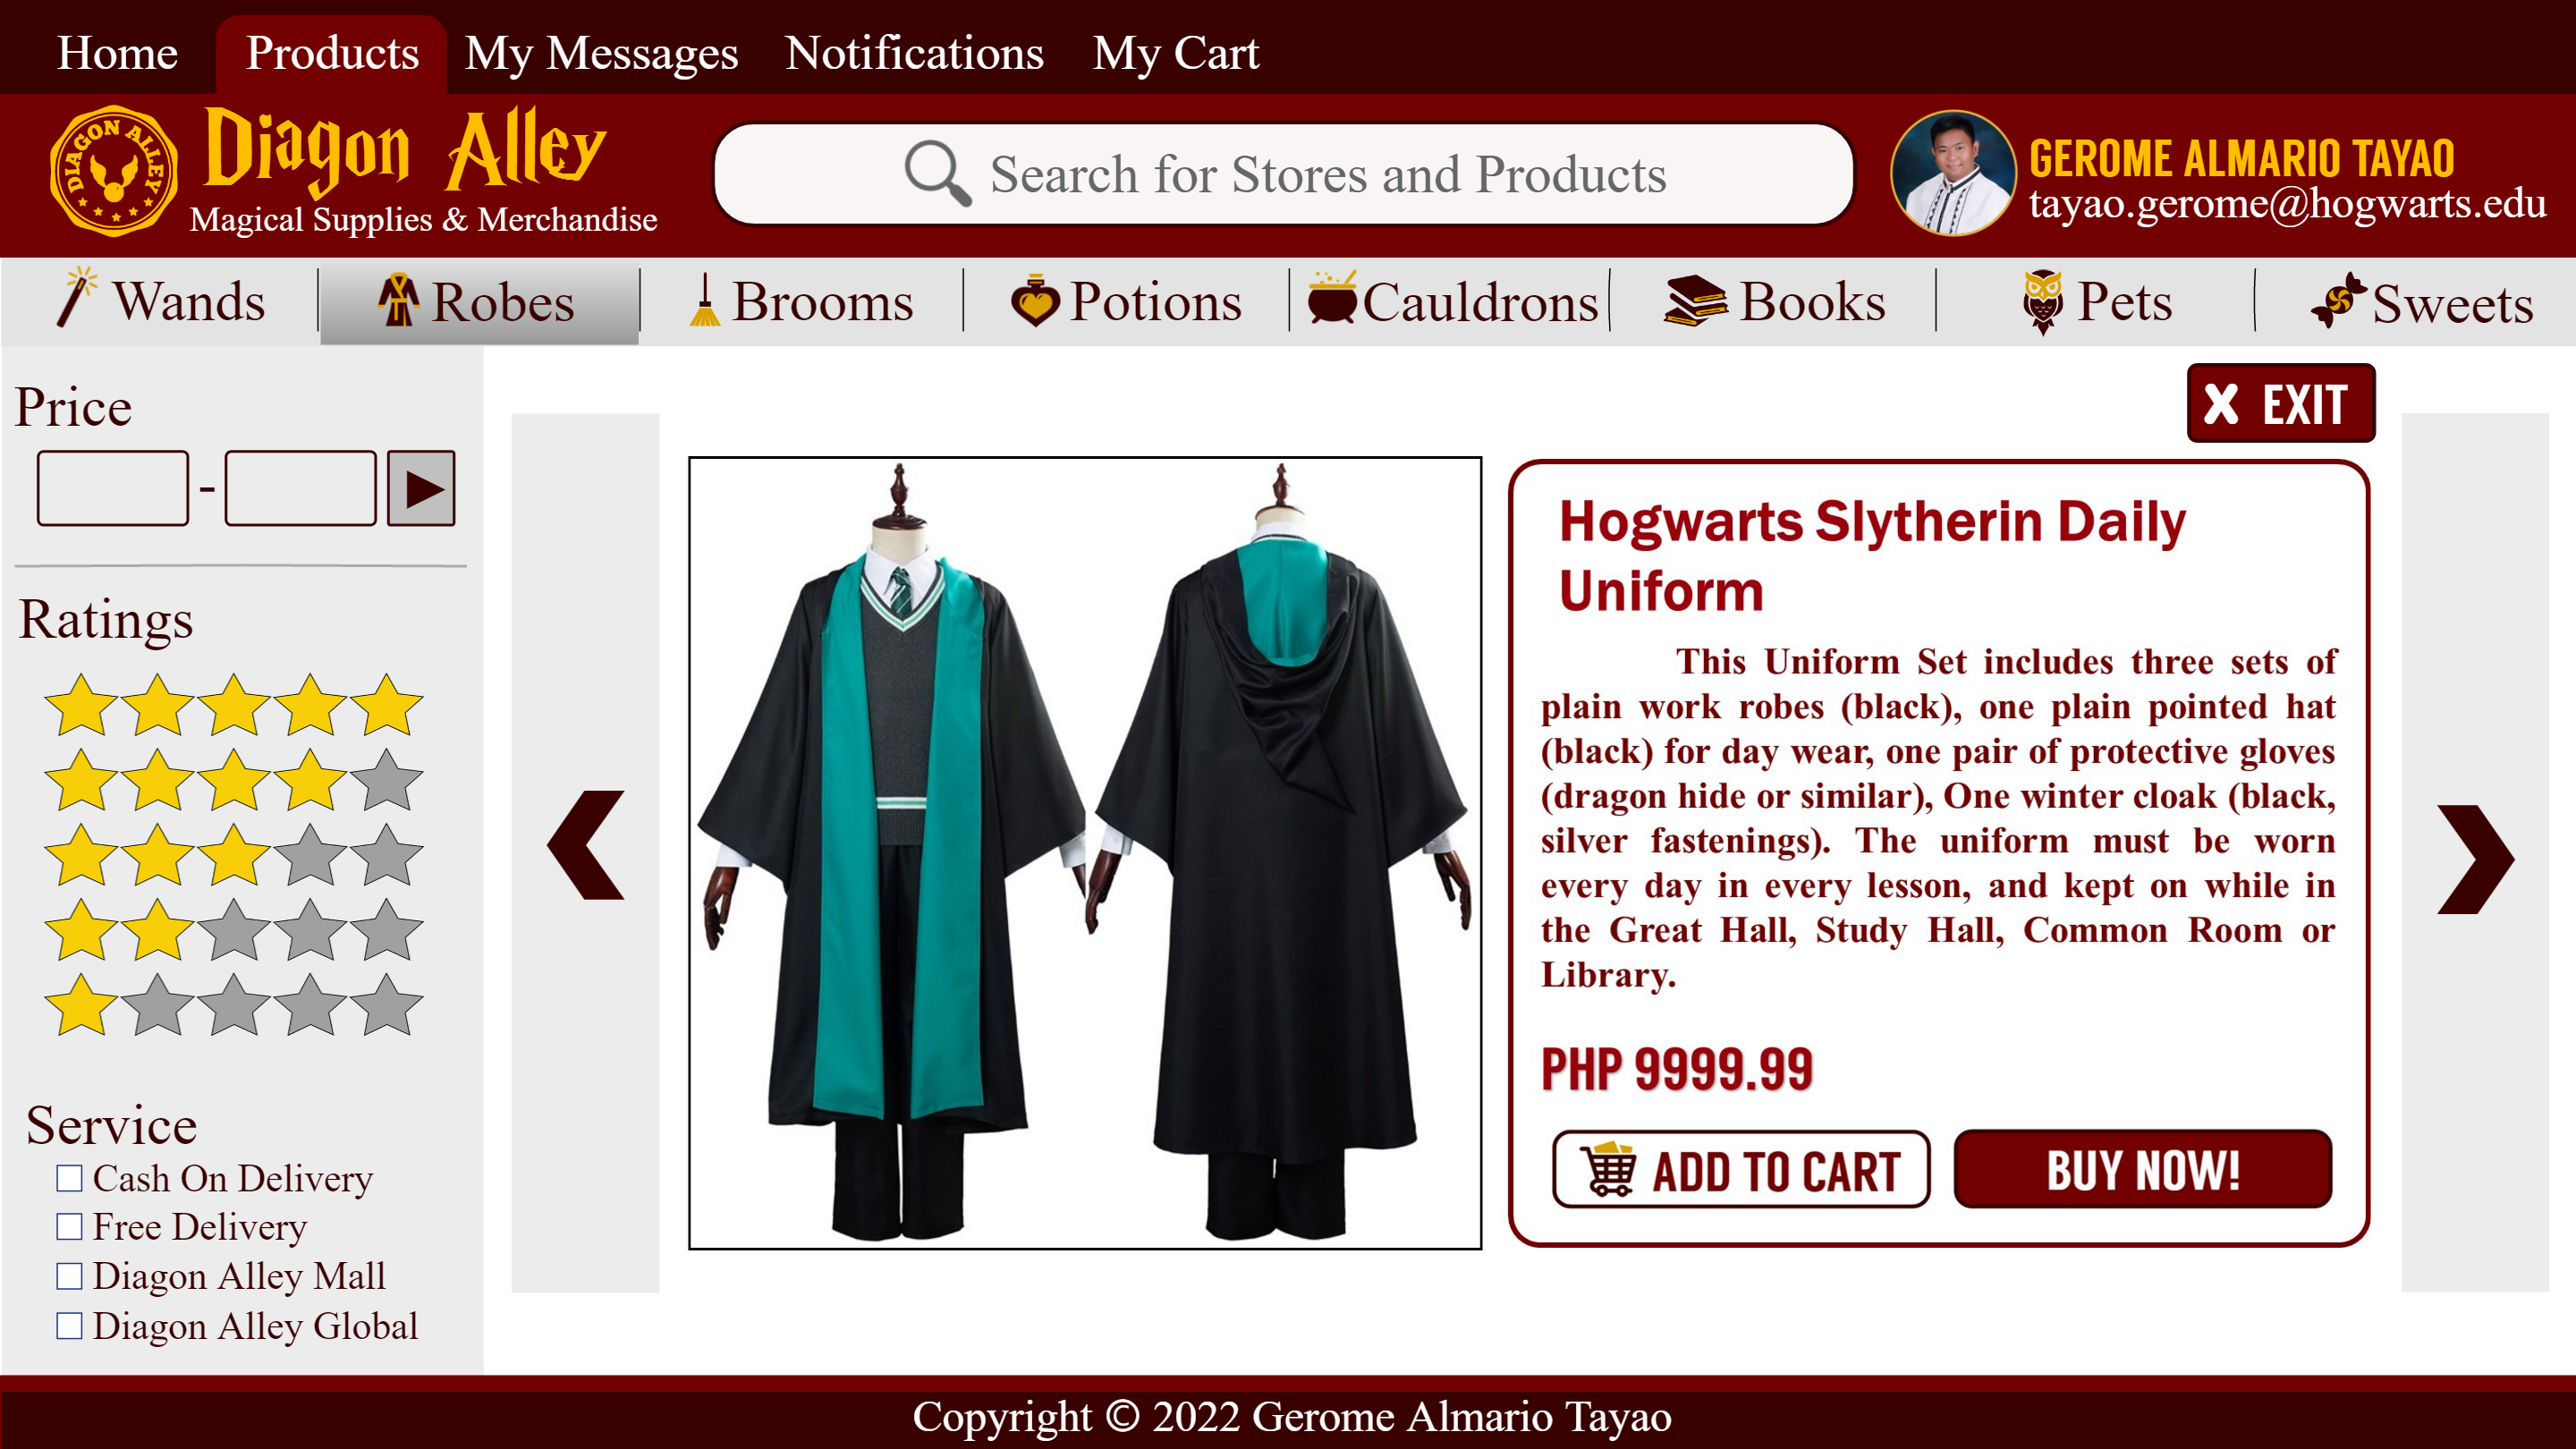 Home Products My Messages Notifications My Cart
DIAGON ALLEY
Diagon Alley
Magical Supplies & Merchandise
Search for Stores and Products
GEROME ALMARIO TAYAO
tayao.gerome@hogwarts.edu
Wands Robes Brooms Potions Cauldrons Books Pets Sweets
Price
-
Ratings
Service
Cash On Delivery
Free Delivery
Diagon Alley Mall
Diagon Alley Global
X EXIT
Hogwarts Slytherin Daily
Uniform
This Uniform Set includes three sets of
plain work robes (black), one plain pointed hat
(black) for day wear, one pair of protective gloves
(dragon hide or similar), One winter cloak (black,
silver fastenings). The uniform must be worn
every day in every lesson, and kept on while in
the Great Hall, Study Hall, Common Room or
Library.
PHP 9999.99
ADD TO CART
BUY NOW!
Copyright © 2022 Gerome Almario Tayao